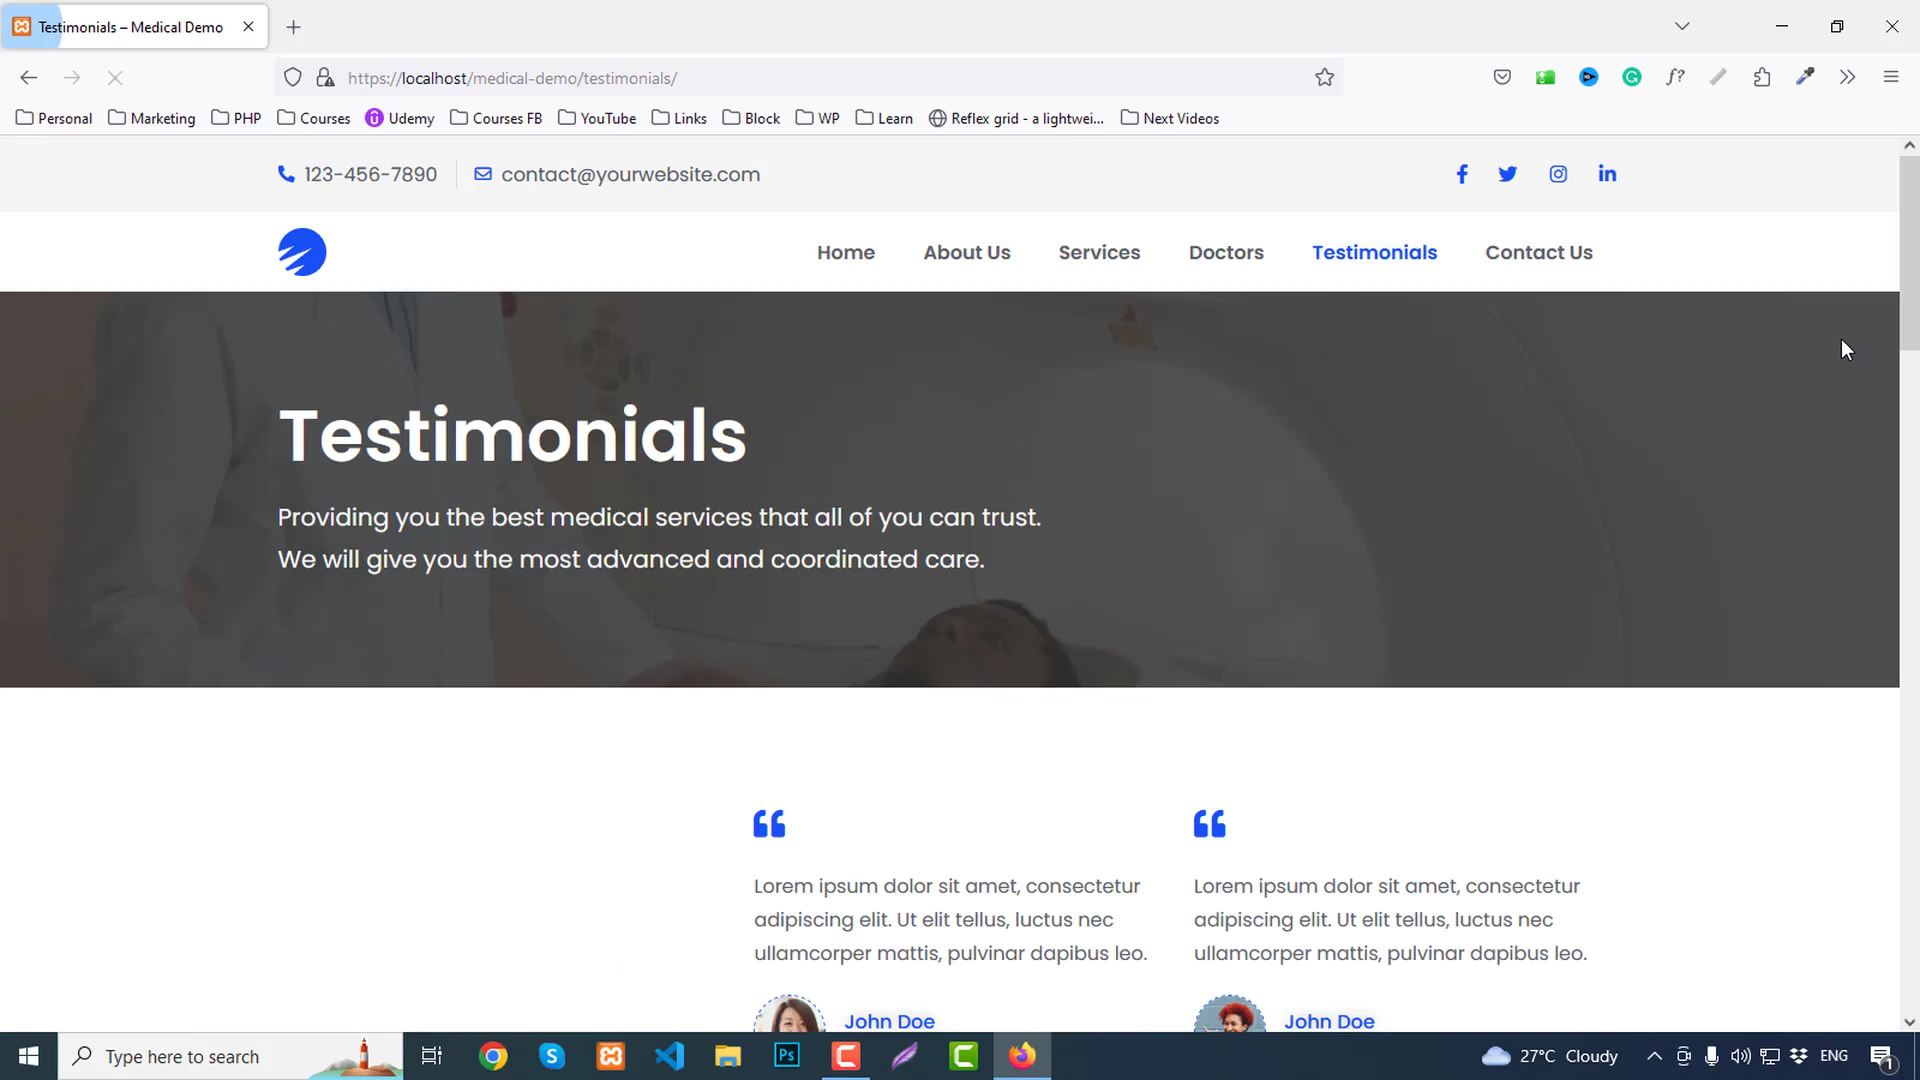 Testimonials – Medical Demo
https://localhost/medical-demo/testimonials/
f?
Personal Marketing PHP Courses Udemy Courses FB YouTube Links Block WP Learn Reflex grid - a lightwei... Next Videos
123-456-7890 contact@yourwebsite.com
Home About Us Services Doctors Testimonials Contact Us
Testimonials
Providing you the best medical services that all of you can trust.
We will give you the most advanced and coordinated care.
Lorem ipsum dolor sit amet, consectetur
adipiscing elit. Ut elit tellus, luctus nec
ullamcorper mattis, pulvinar dapibus leo.
John Doe
Lorem ipsum dolor sit amet, consectetur
adipiscing elit. Ut elit tellus, luctus nec
ullamcorper mattis, pulvinar dapibus leo.
John Doe
Type here to search
Ps
27°C Cloudy
ENG
1